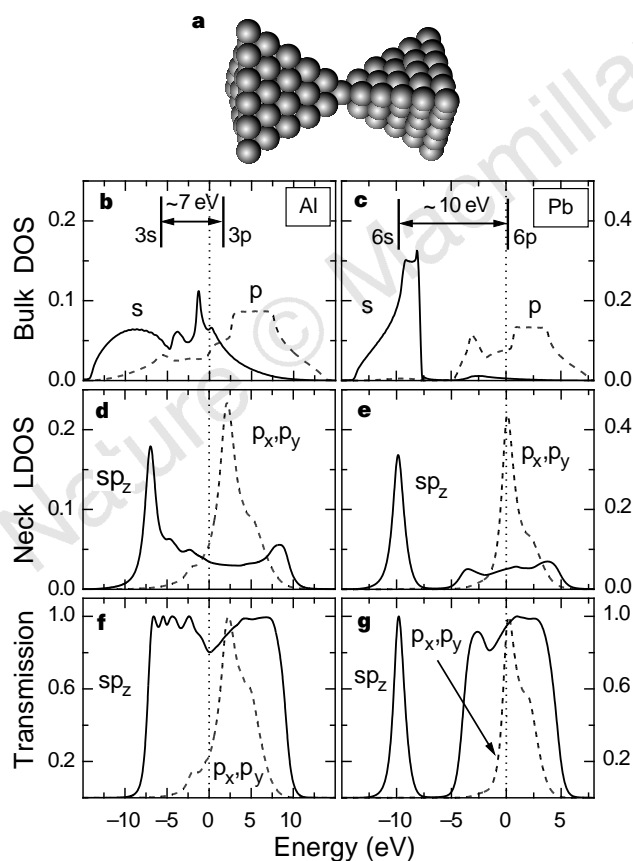 a
Nature © Macmillan
b
~7 eV
Al
3s
3p
s
p
c
~ 10 eV
Pb
6s
6p
s
p
Bulk DOS
0.2
0.1
0.0
0.2
0.1
0.0
d
sp_z
p_x,p_y
e
sp_z
p_x,p_y
Neck LDOS
0.2
0.1
0.0
0.4
0.2
0.0
f
sp_z
p_x,p_y
g
p_x,p_y
sp_z
Transmission
1.0
0.6
0.2
1.0
0.6
0.2
−10 −5 0 5 10
−10 −5 0 5
Energy (eV)